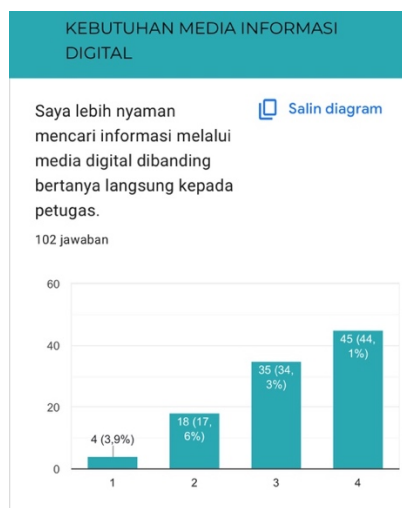 KEBUTUHAN MEDIA INFORMASI
DIGITAL
Saya lebih nyaman
mencari informasi melalui
media digital dibanding
bertanya langsung kepada
petugas.
Salin diagram
102 jawaban
60
40
20
0
4 (3,9%)
18 (17,
6%)
35 (34,
3%)
45 (44,
1%)
1
2
3
4